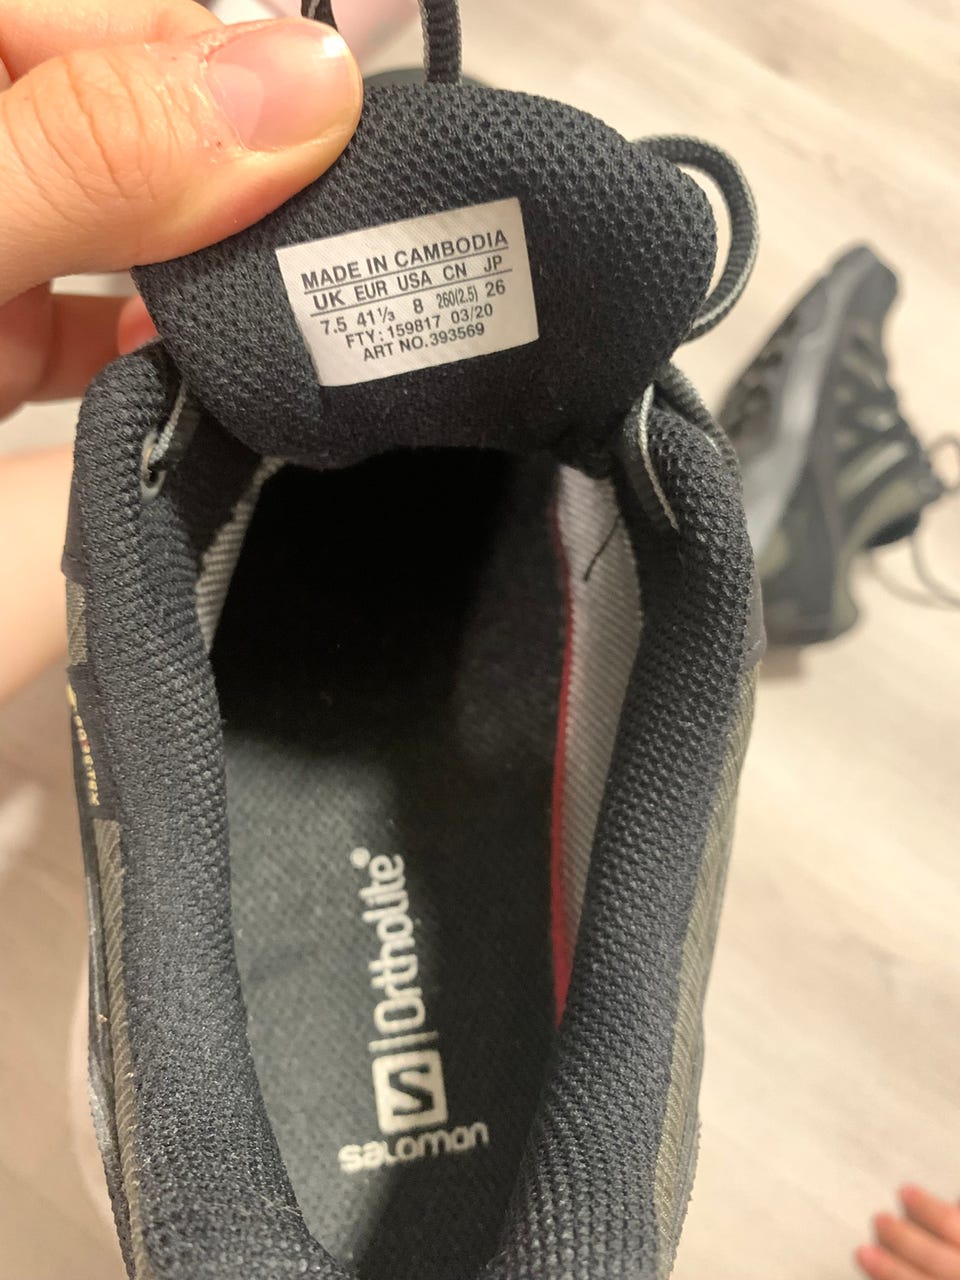 MADE IN CAMBODIA
UK EUR USA CN JP
7.5 41⅓ 8 260(2.5) 26
FTY: 159817 03/20
ART NO. 393569
Ortholite®
salomon